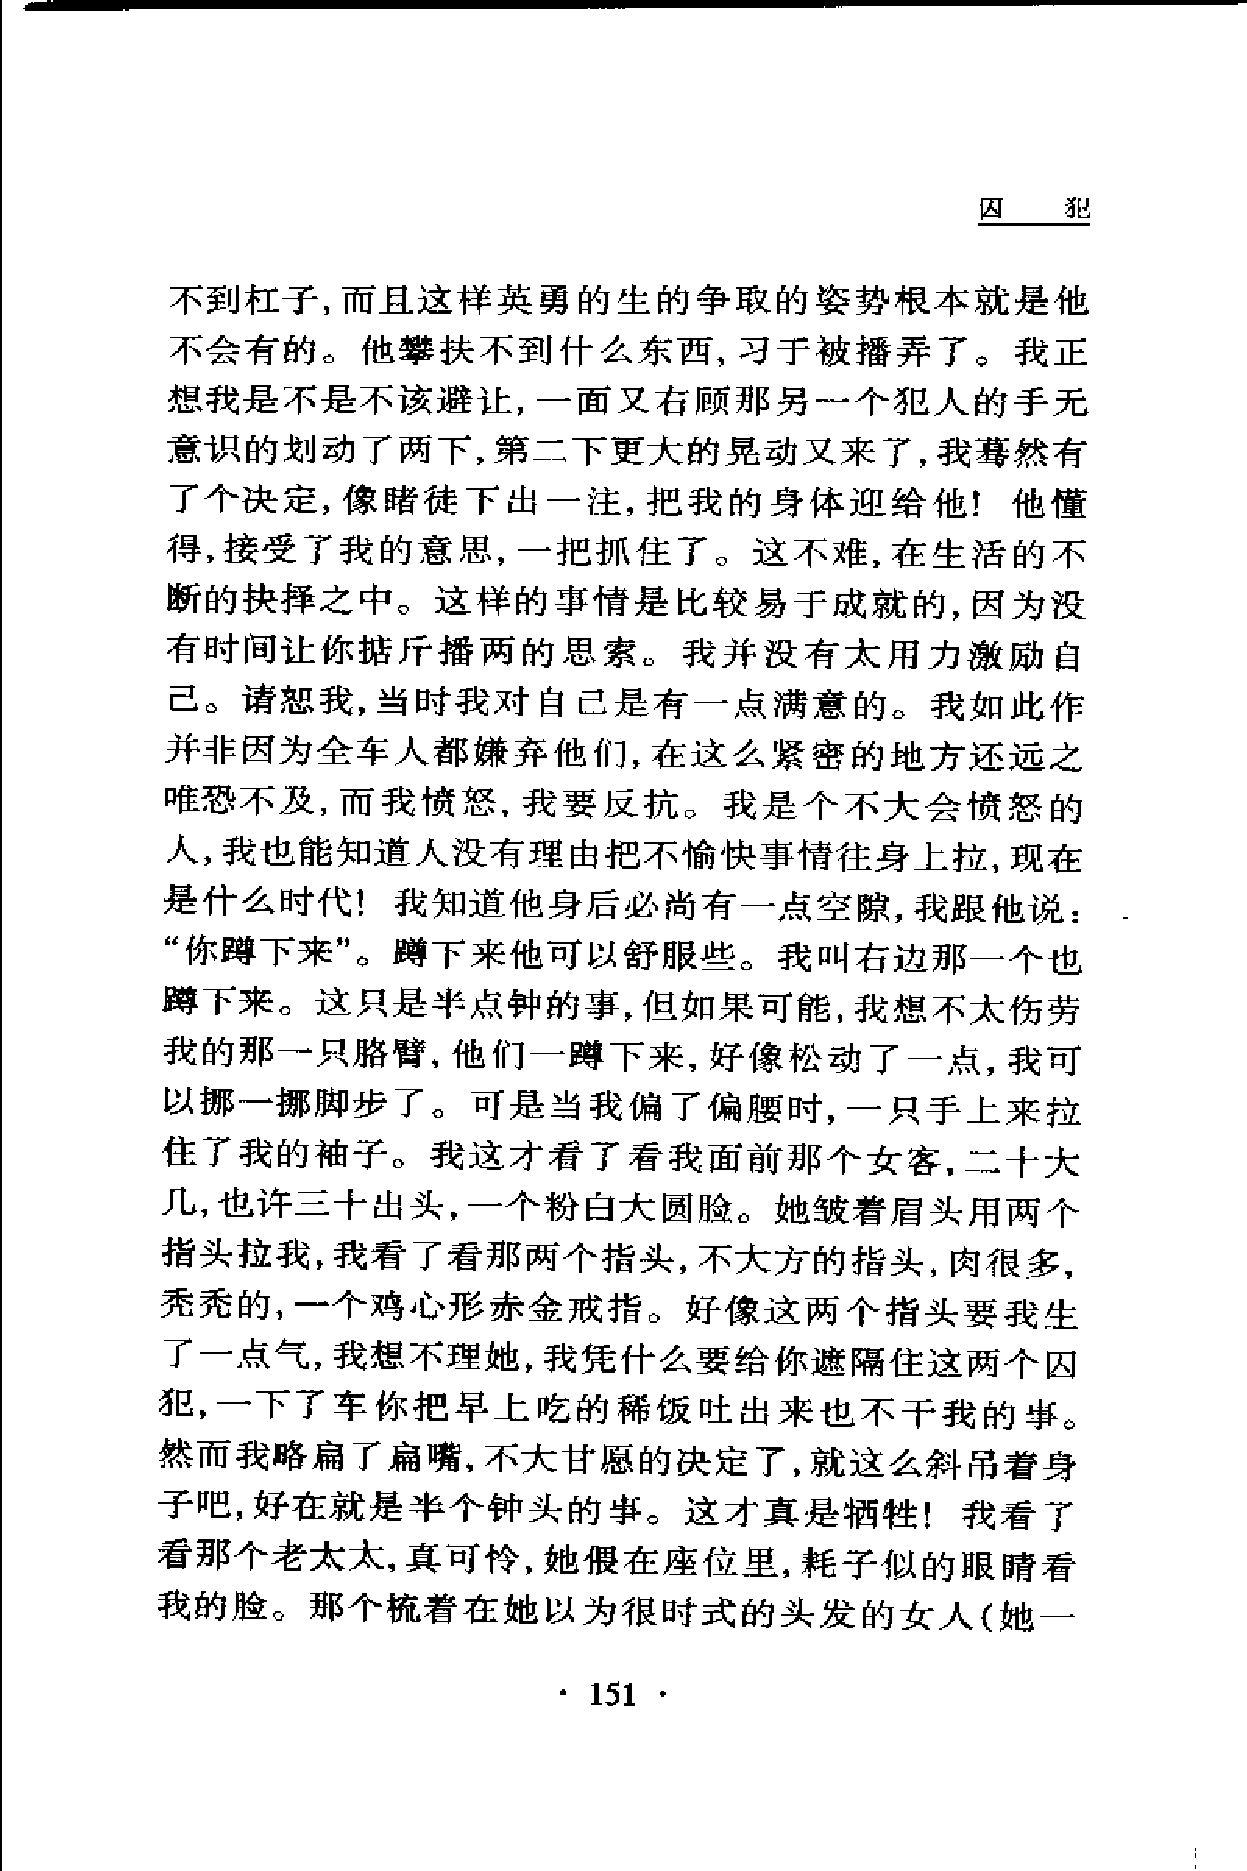 囚　　犯
不到杠子,而且这样英勇的生的争取的姿势根本就是他
不会有的。他攀扶不到什么东西,习于被播弄了。我正
想我是不是不该避让,一面又右顾那另一个犯人的手无
意识的划动了两下,第二下更大的晃动又来了,我蓦然有
了个决定,像睹徒下出一注,把我的身体迎给他! 他懂
得,接受了我的意思,一把抓住了。这不难,在生活的不
断的抉择之中。这样的事情是比较易于成就的,因为没
有时间让你掂斤播两的思索。我并没有太用力激励自
己。请恕我,当时我对自己是有一点满意的。我如此作
并非因为全车人都嫌弃他们,在这么紧密的地方还远之
唯恐不及,而我愤怒,我要反抗。我是个不大会愤怒的
人,我也能知道人没有理由把不愉快事情往身上拉,现在
是什么时代! 我知道他身后必尚有一点空隙,我跟他说:
“你蹲下来”。蹲下来他可以舒服些。我叫右边那一个也
蹲下来。这只是半点钟的事,但如果可能,我想不太伤劳
我的那一只胳臂,他们一蹲下来,好像松动了一点,我可
以挪一挪脚步了。可是当我偏了偏腰时,一只手上来拉
住了我的袖子。我这才看了看我面前那个女客,二十大
几,也许三十出头,一个粉白大圆脸。她皱着眉头用两个
指头拉我,我看了看那两个指头,不大方的指头,肉很多,
秃秃的,一个鸡心形赤金戒指。好像这两个指头要我生
了一点气,我想不理她,我凭什么要给你遮隔住这两个囚
犯,一下了车你把早上吃的稀饭吐出来也不干我的事。
然而我略扁了扁嘴,不大甘愿的决定了,就这么斜吊着身
子吧,好在就是半个钟头的事。这才真是牺牲! 我看了
看那个老太太,真可怜,她偎在座位里,耗子似的眼睛看
我的脸。那个梳着在她以为很时式的头发的女人(她一
· 151 ·